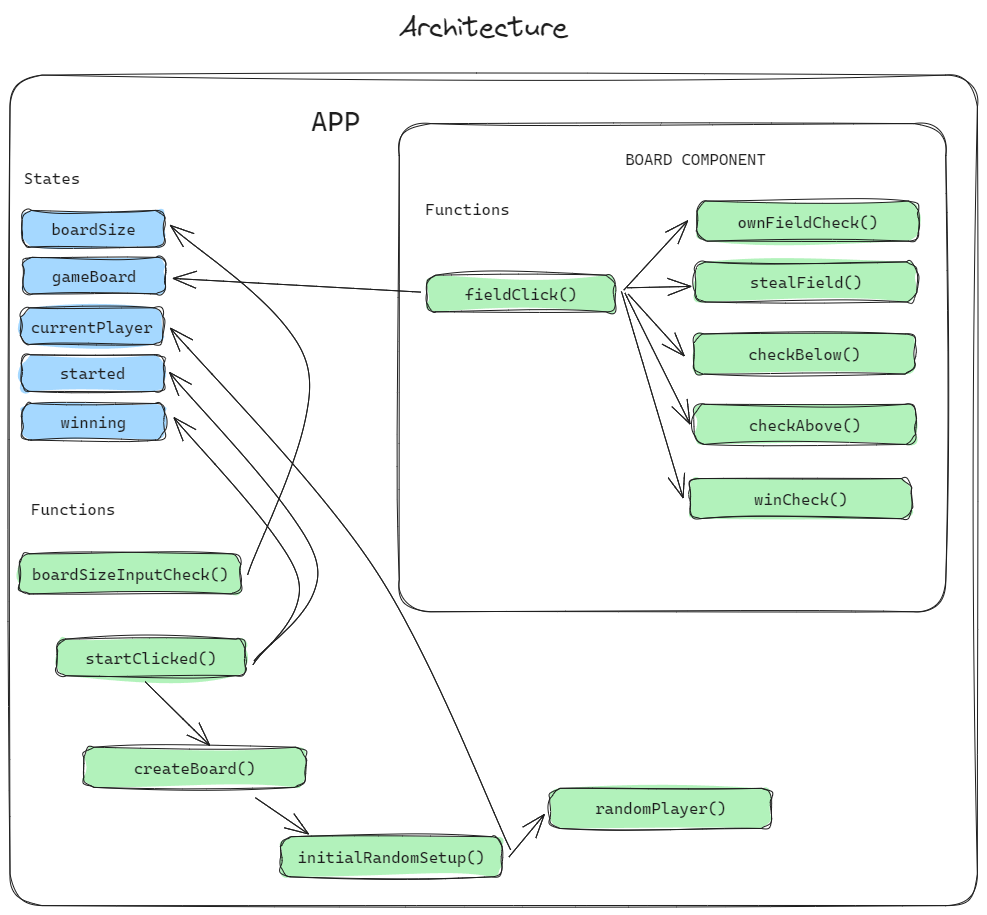 Architecture
APP
States
boardSize
gameBoard
currentPlayer
started
winning
Functions
boardSizeInputCheck()
startClicked()
createBoard()
initialRandomSetup()
randomPlayer()
BOARD COMPONENT
Functions
fieldClick()
ownFieldCheck()
stealField()
checkBelow()
checkAbove()
winCheck()